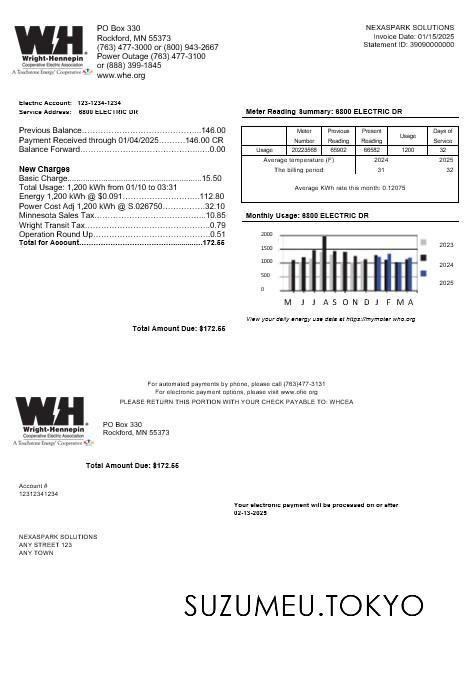 WH
Wright-Hennepin
Cooperative Electric Association
A Touchstone Energy® Cooperative
PO Box 330
Rockford, MN 55373
(763) 477-3000 or (800) 943-2667
Power Outage (763) 477-3100
or (888) 399-1845
www.whe.org
NEXASPARK SOLUTIONS
Invoice Date: 01/15/2025
Statement ID: 39090000000
Electric Account: 123-1234-1234
Service Address: 6800 ELECTRIC DR
Previous Balance...146.00
Payment Received through 01/04/2025...146.00 CR
Balance Forward...0.00
New Charges
Basic Charge...15.50
Total Usage: 1,200 kWh from 01/10 to 03:31
Energy 1,200 kWh @ $0.091...112.80
Power Cost Adj 1,200 kWh @ S.026750...32.10
Minnesota Sales Tax...10.85
Wright Transit Tax...0.79
Operation Round Up...0.51
Total for Account...172.55
Total Amount Due: $172.55
Meter Reading Summary: 6800 ELECTRIC DR
Meter Number Previous Reading Present Reading Usage Days of Service
Usage 20223568 65902 66582 1200 32
Average temperature (F) 2024 2025
The billing period 31 32
Average KWh rate this month: 0.12075
Monthly Usage: 6800 ELECTRIC DR
2000
1500
1000
500
0
M J J A S O N D J F M A
2023
2024
2025
View your daily energy use data at https://mymeter.who.org
For automated payments by phone, please call (763)477-3131
For electronic payment options, please visit www.olie.org
PLEASE RETURN THIS PORTION WITH YOUR CHECK PAYABLE TO: WHCEA
WH
Wright-Hennepin
Cooperative Electric Association
A Touchstone Energy® Cooperative
PO Box 330
Rockford, MN 55373
Total Amount Due: $172.55
Account #
12312341234
Your electronic payment will be processed on or after
02-13-2025
NEXASPARK SOLUTIONS
ANY STREET 123
ANY TOWN
SUZUMEU.TOKYO